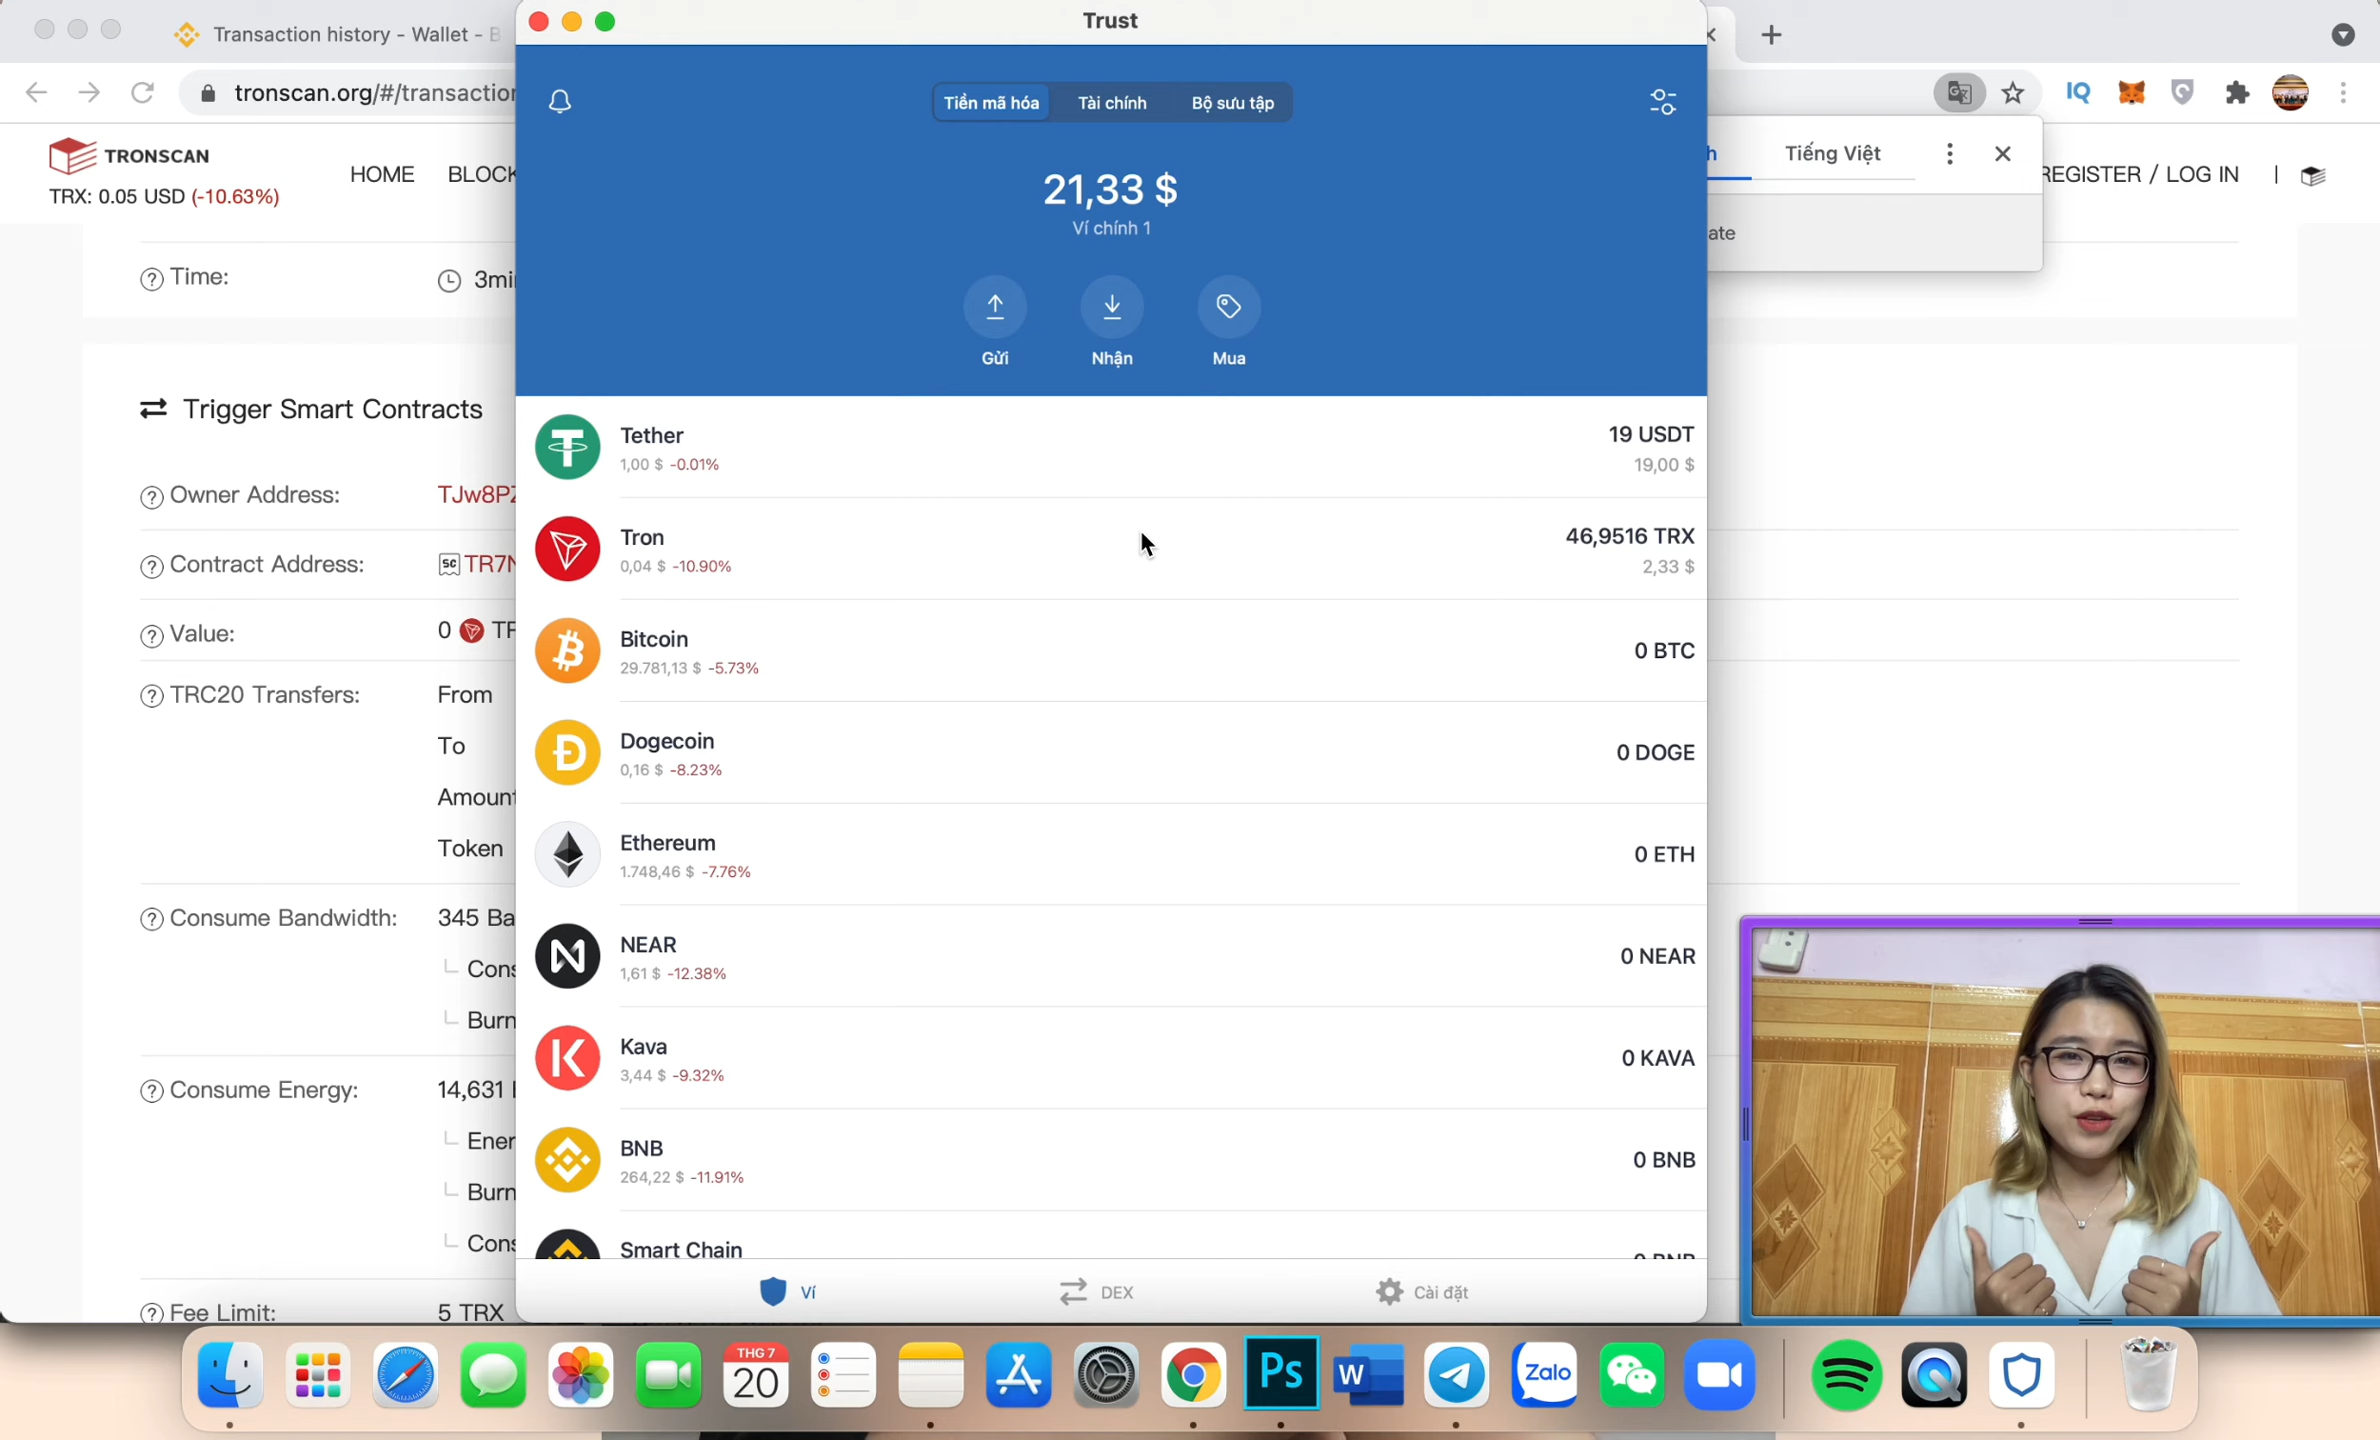 Transaction history - Wallet - B
tronscan.org/#/transaction
TRONSCAN
TRX: 0.05 USD (-10.63%)
HOME
BLOCK
Time:
3mi
Trigger Smart Contracts
Owner Address:
TJw8PZ
Contract Address:
TR7N
Value:
0
TRC20 Transfers:
From
To
Amount
Token
Consume Bandwidth:
345 Ba
Cons
Burn
Consume Energy:
14,631
Ener
Burn
Cons
Fee Limit:
5 TRX
Trust
Tiền mã hóa
Tài chính
Bộ sưu tập
21,33 $
Ví chính 1
Gửi
Nhận
Mua
Tether
1,00 $ -0.01%
19 USDT
19,00 $
Tron
0,04 $ -10.90%
46,9516 TRX
2,33 $
Bitcoin
29.781,13 $ -5.73%
0 BTC
Dogecoin
0,16 $ -8.23%
0 DOGE
Ethereum
1.748,46 $ -7.76%
0 ETH
NEAR
1,61 $ -12.38%
0 NEAR
Kava
3,44 $ -9.32%
0 KAVA
BNB
264,22 $ -11.91%
0 BNB
Smart Chain
0 BNB
Ví
DEX
Cài đặt
IQ
Tiếng Việt
ate
REGISTER / LOG IN
THG 7
20
Ps
W
Zalo